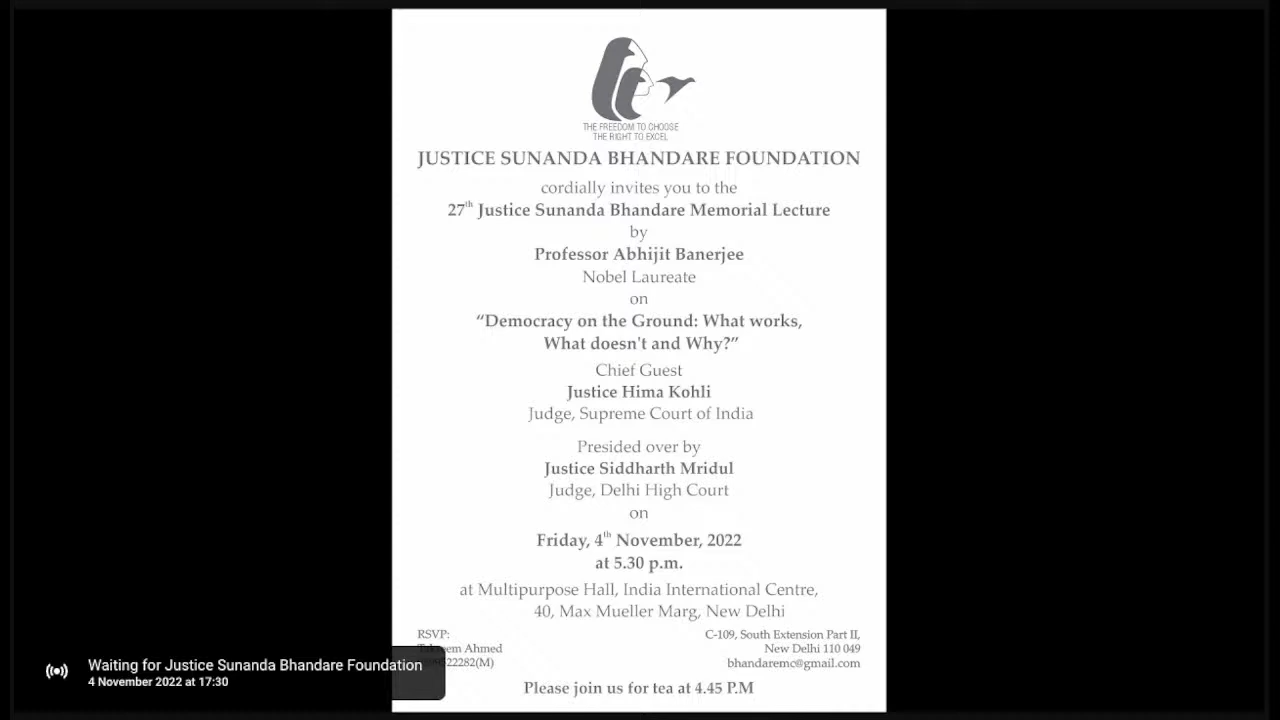 THE FREEDOM TO CHOOSE
THE RIGHT TO EXCEL
JUSTICE SUNANDA BHANDARE FOUNDATION
cordially invites you to the
27th Justice Sunanda Bhandare Memorial Lecture
by
Professor Abhijit Banerjee
Nobel Laureate
on
“Democracy on the Ground: What works,
What doesn't and Why?”
Chief Guest
Justice Hima Kohli
Judge, Supreme Court of India
Presided over by
Justice Siddharth Mridul
Judge, Delhi High Court
on
Friday, 4th November, 2022
at 5.30 p.m.
at Multipurpose Hall, India International Centre,
40, Max Mueller Marg, New Delhi
RSVP:
Ahmed
C-109, South Extension Part II,
New Delhi 110 049
bhandaremc@gmail.com
Please join us for tea at 4.45 P.M
Waiting for Justice Sunanda Bhandare Foundation
4 November 2022 at 17:30